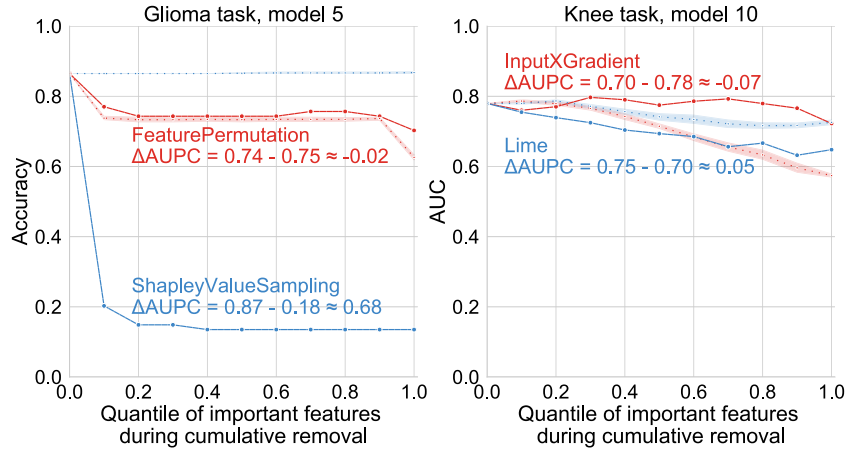 Glioma task, model 5
Accuracy
1.0
0.8
0.6
0.4
0.2
0.0
FeaturePermutation
ΔAUPC = 0.74 - 0.75 ≈ -0.02
ShapleyValueSampling
ΔAUPC = 0.87 - 0.18 ≈ 0.68
0.0 0.2 0.4 0.6 0.8 1.0
Quantile of important features
during cumulative removal
Knee task, model 10
AUC
1.0
0.8
0.6
0.4
0.2
0.0
InputXGradient
ΔAUPC = 0.70 - 0.78 ≈ -0.07
Lime
ΔAUPC = 0.75 - 0.70 ≈ 0.05
0.0 0.2 0.4 0.6 0.8 1.0
Quantile of important features
during cumulative removal